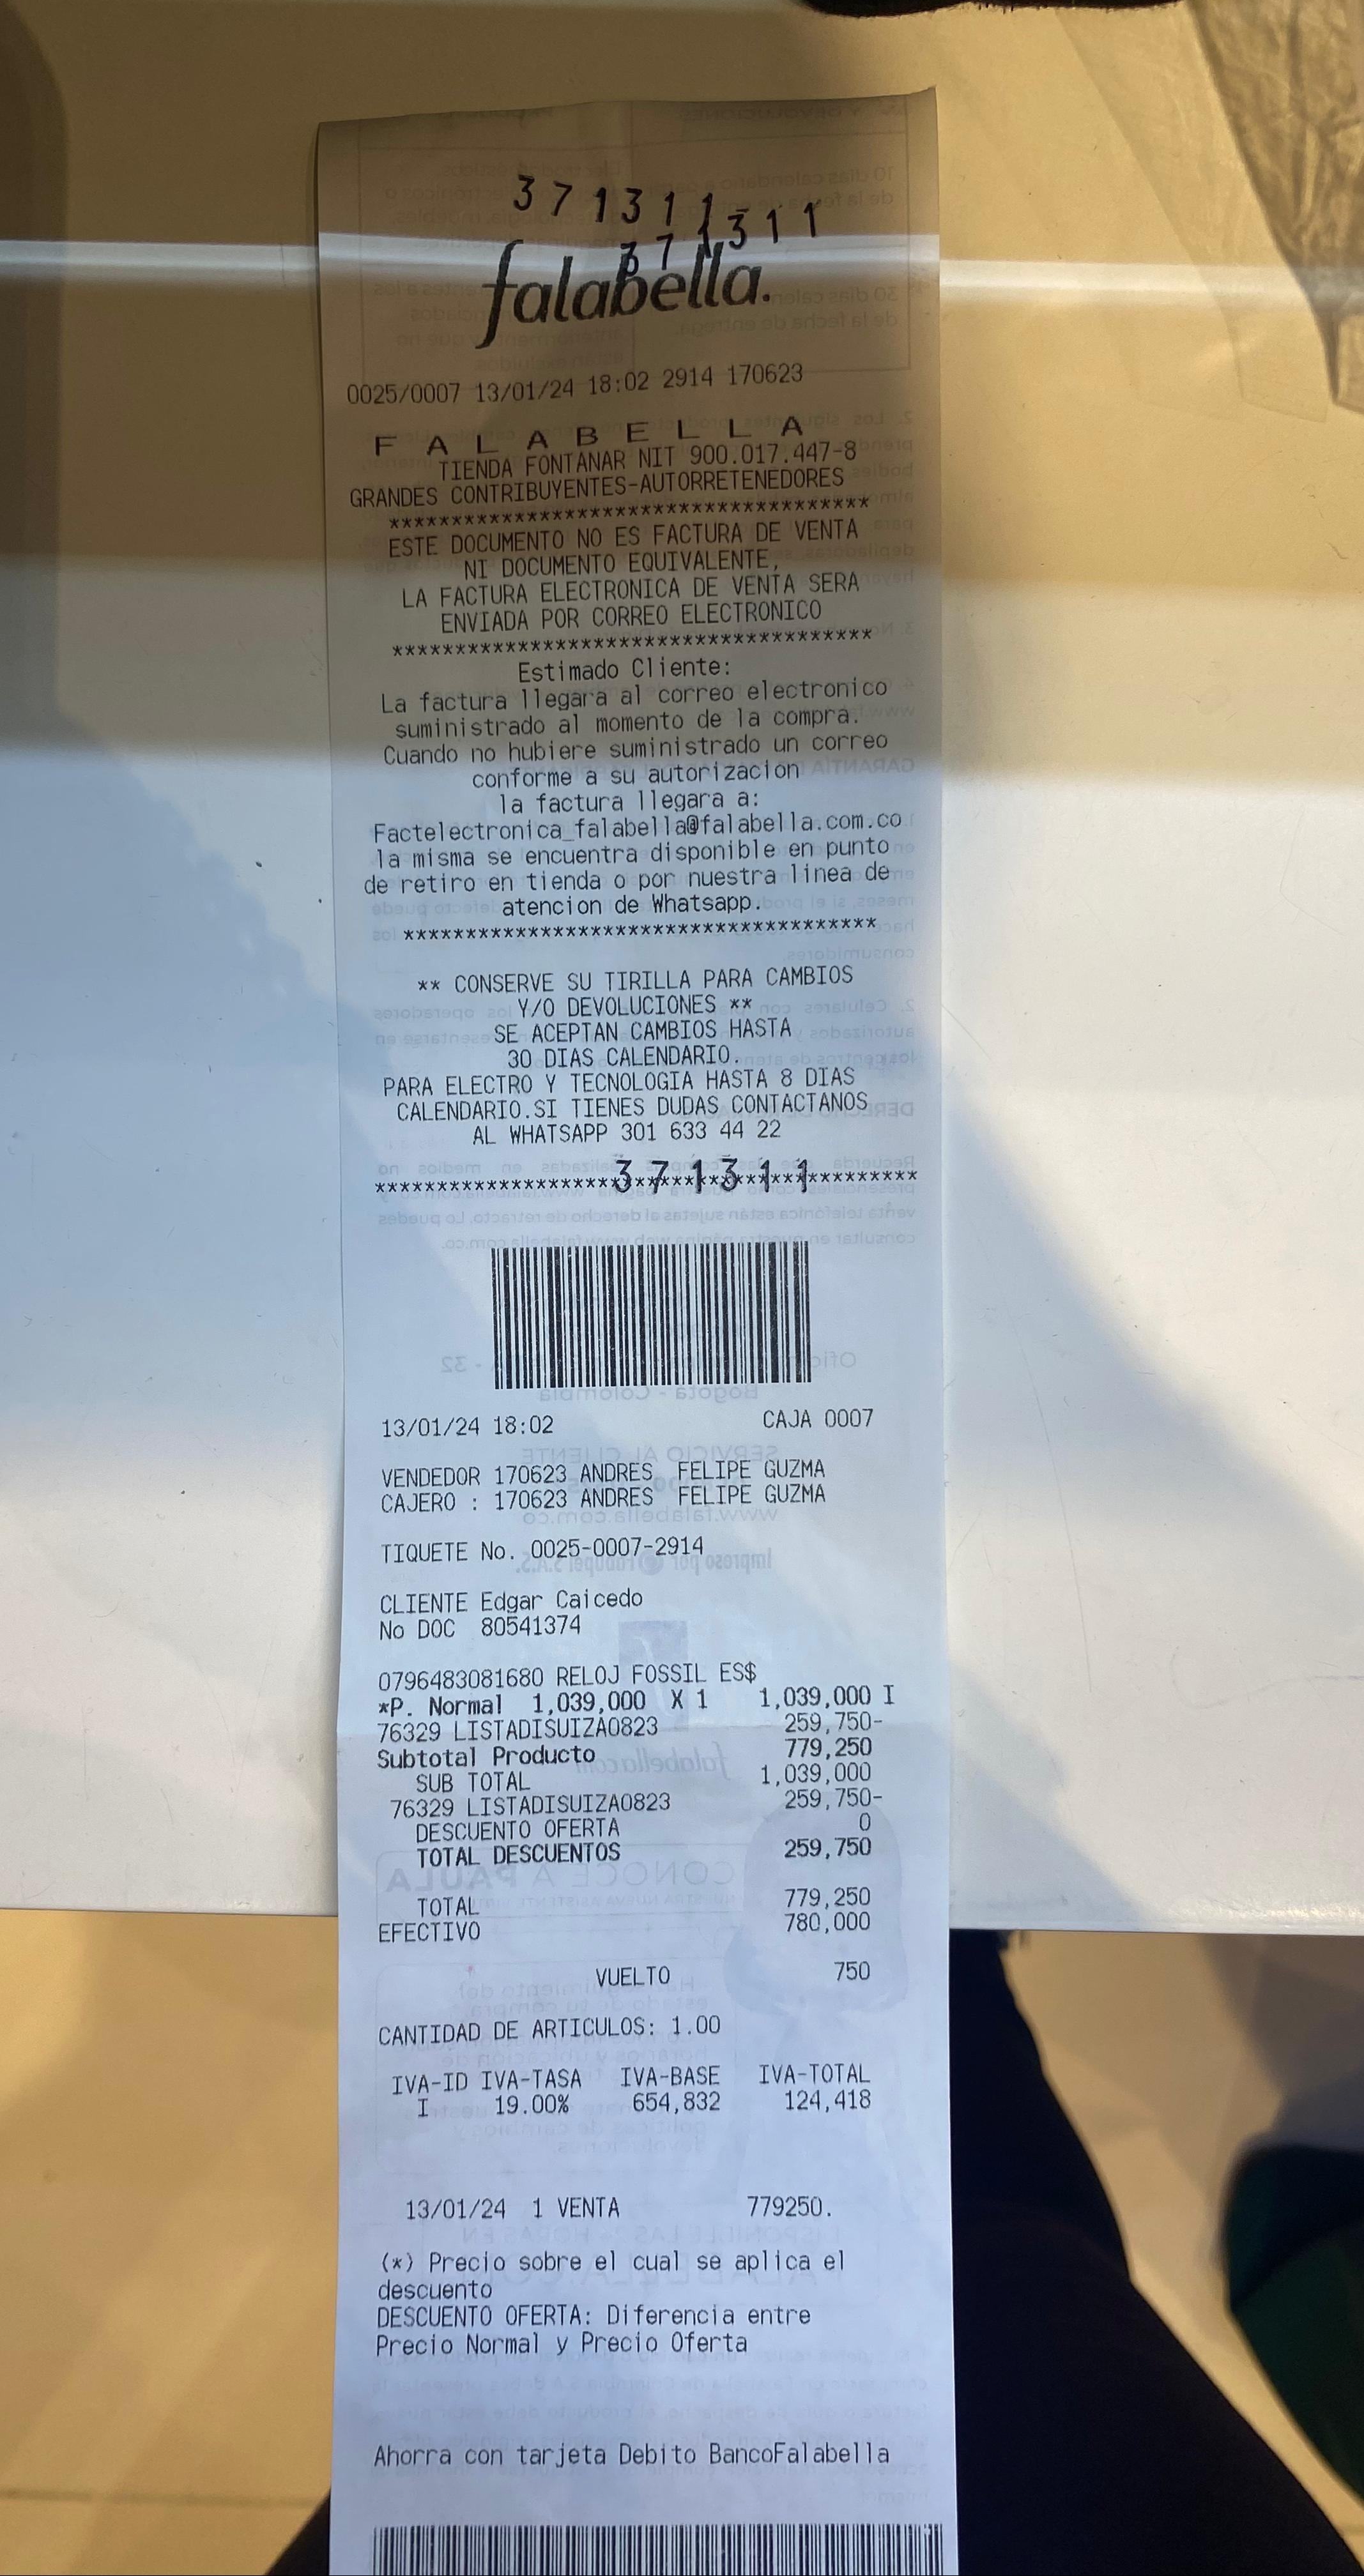 371311
371311
falabella.
0025/0007 13/01/24 18:02 2914 170623
F A L A B E L L A
TIENDA FONTANAR NIT 900.017.447-8
GRANDES CONTRIBUYENTES-AUTORRETENEDORES
**************************************
ESTE DOCUMENTO NO ES FACTURA DE VENTA
NI DOCUMENTO EQUIVALENTE,
LA FACTURA ELECTRONICA DE VENTA SERA
ENVIADA POR CORREO ELECTRONICO
**************************************
Estimado Cliente:
La factura llegara al correo electronico
suministrado al momento de la compra.
Cuando no hubiere suministrado un correo
conforme a su autorizacion
la factura llegara a:
Factelectronica_falabella@falabella.com.co
la misma se encuentra disponible en punto
de retiro en tienda o por nuestra linea de
atencion de Whatsapp.
**************************************
** CONSERVE SU TIRILLA PARA CAMBIOS
Y/O DEVOLUCIONES **
SE ACEPTAN CAMBIOS HASTA
30 DIAS CALENDARIO.
PARA ELECTRO Y TECNOLOGIA HASTA 8 DIAS
CALENDARIO.SI TIENES DUDAS CONTACTANOS
AL WHATSAPP 301 633 44 22
371311
********************************************
13/01/24 18:02 CAJA 0007
VENDEDOR 170623 ANDRES FELIPE GUZMA
CAJERO : 170623 ANDRES FELIPE GUZMA
TIQUETE No. 0025-0007-2914
CLIENTE Edgar Caicedo
No DOC 80541374
0796483081680 RELOJ FOSSIL ES$
*P. Normal 1,039,000 X 1 1,039,000 I
76329 LISTADISUIZA0823 259,750-
Subtotal Producto 779,250
SUB TOTAL 1,039,000
76329 LISTADISUIZA0823 259,750-
DESCUENTO OFERTA 0
TOTAL DESCUENTOS 259,750
TOTAL 779,250
EFECTIVO 780,000
VUELTO 750
CANTIDAD DE ARTICULOS: 1.00
IVA-ID IVA-TASA IVA-BASE IVA-TOTAL
I 19.00% 654,832 124,418
13/01/24 1 VENTA 779250.
(*) Precio sobre el cual se aplica el
descuento
DESCUENTO OFERTA: Diferencia entre
Precio Normal y Precio Oferta
Ahorra con tarjeta Debito BancoFalabella